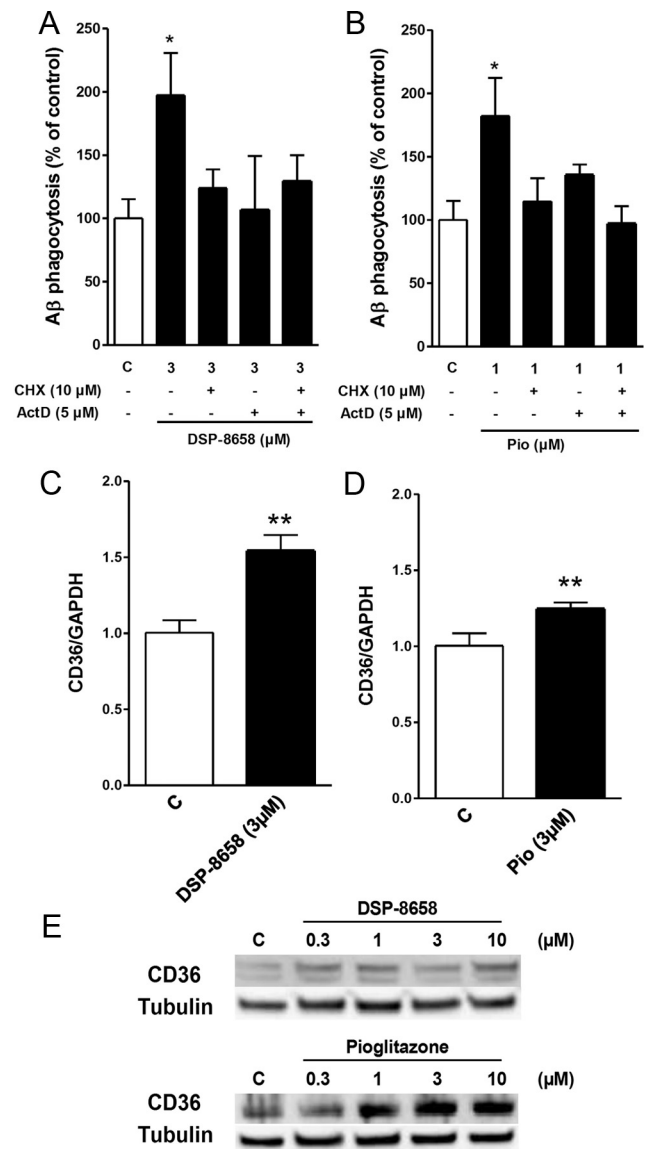 A
Aβ phagocytosis (% of control)
250
200
150
100
50
0
*
C 3 3 3 3
CHX (10 µM) - - + - +
ActD (5 µM) - - - + +
DSP-8658 (µM)
B
Aβ phagocytosis (% of control)
250
200
150
100
50
0
*
C 1 1 1 1
CHX (10 µM) - - + - +
ActD (5 µM) - - - + +
Pio (µM)
C
CD36/GAPDH
2.0
1.5
1.0
0.5
0.0
**
C
DSP-8658 (3µM)
D
CD36/GAPDH
2.0
1.5
1.0
0.5
0.0
**
C
Pio (3µM)
E
DSP-8658
C 0.3 1 3 10 (µM)
CD36
Tubulin
Pioglitazone
C 0.3 1 3 10 (µM)
CD36
Tubulin